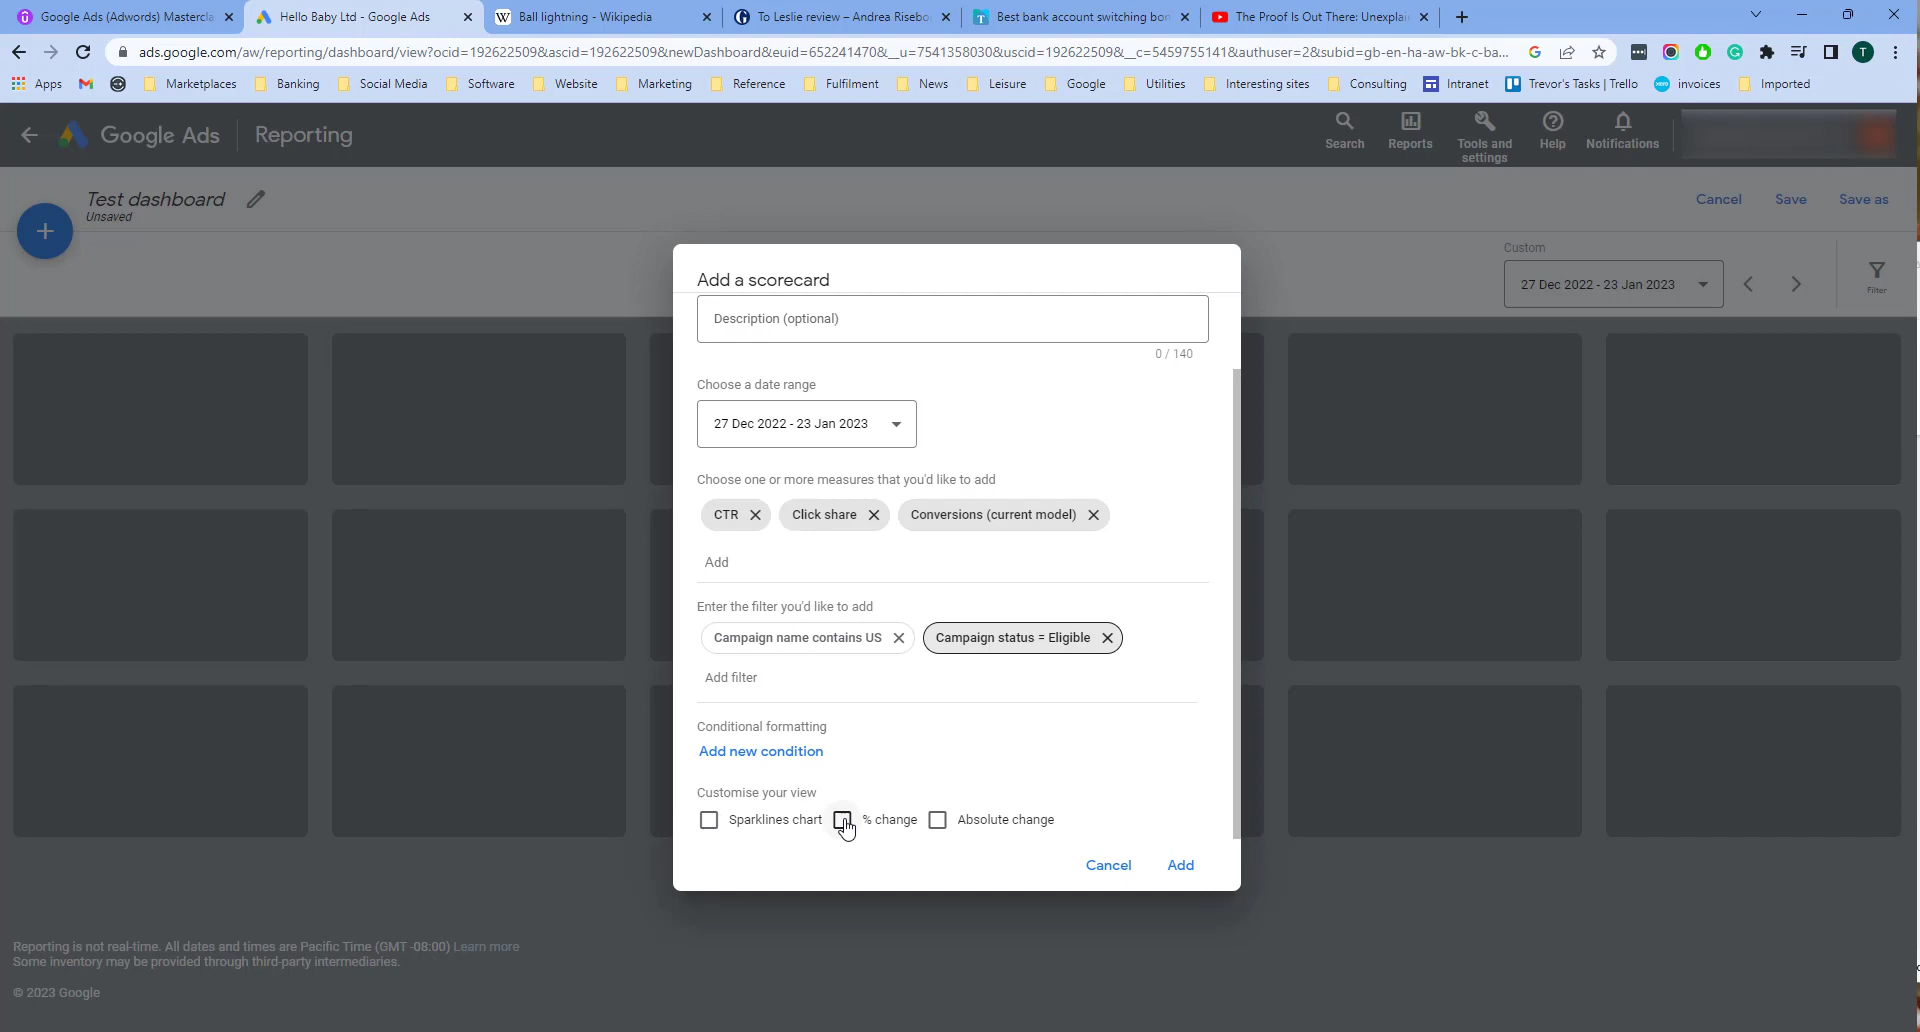 Google Ads (Adwords) Mastercla
Hello Baby Ltd - Google Ads
Ball lightning - Wikipedia
To Leslie review – Andrea Risebo
Best bank account switching bon
The Proof Is Out There: Unexplai
ads.google.com/aw/reporting/dashboard/view?ocid=192622509&ascid=192622509&newDashboard&euid=652241470&__u=7541358030&uscid=192622509&__c=5459755141&authuser=2&subid=gb-en-ha-aw-bk-c-ba...
Apps
Marketplaces
Banking
Social Media
Software
Website
Marketing
Reference
Fulfilment
News
Leisure
Google
Utilities
Interesting sites
Consulting
Intranet
Trevor's Tasks | Trello
invoices
Imported
Google Ads
Reporting
Search
Reports
Tools and
settings
Help
Notifications
Test dashboard
Unsaved
Cancel
Save
Save as
Custom
27 Dec 2022 - 23 Jan 2023
Filter
Add a scorecard
Description (optional)
0 / 140
Choose a date range
27 Dec 2022 - 23 Jan 2023
Choose one or more measures that you'd like to add
CTR
Click share
Conversions (current model)
Add
Enter the filter you'd like to add
Campaign name contains US
Campaign status = Eligible
Add filter
Conditional formatting
Add new condition
Customise your view
Sparklines chart
% change
Absolute change
Cancel
Add
Reporting is not real-time. All dates and times are Pacific Time (GMT -08:00) Learn more
Some inventory may be provided through third-party intermediaries.
© 2023 Google